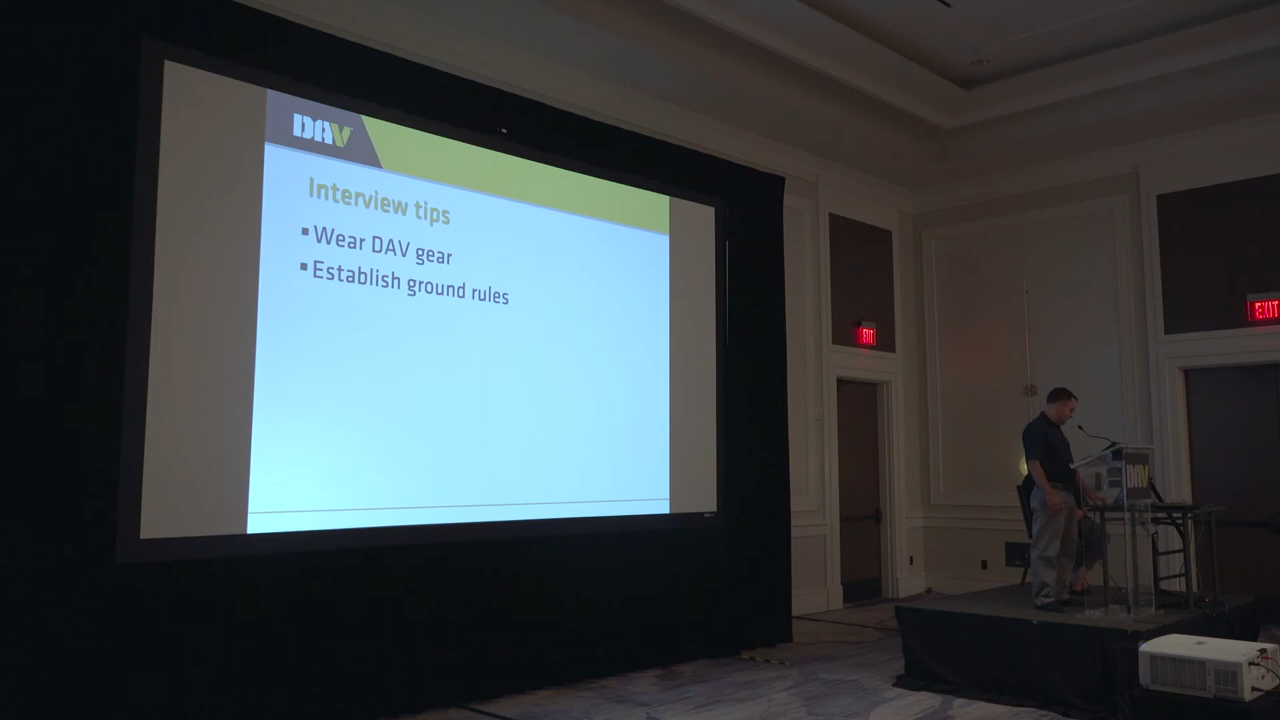 DAV
Interview tips
▪ Wear DAV gear
▪ Establish ground rules
EXIT
EXIT
DAV